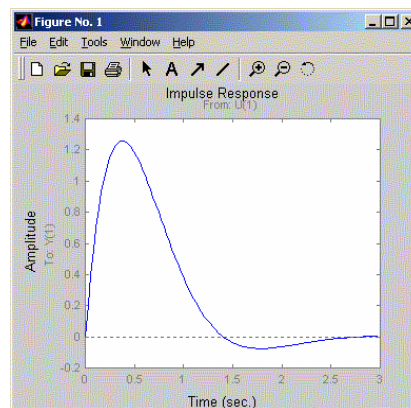 Figure No. 1
File Edit Tools Window Help
A
Impulse Response
From: U(1)
1.4
1.2
1
0.8
0.6
0.4
0.2
0
-0.2
Amplitude
To: Y(1)
0 0.5 1 1.5 2 2.5 3
Time (sec.)